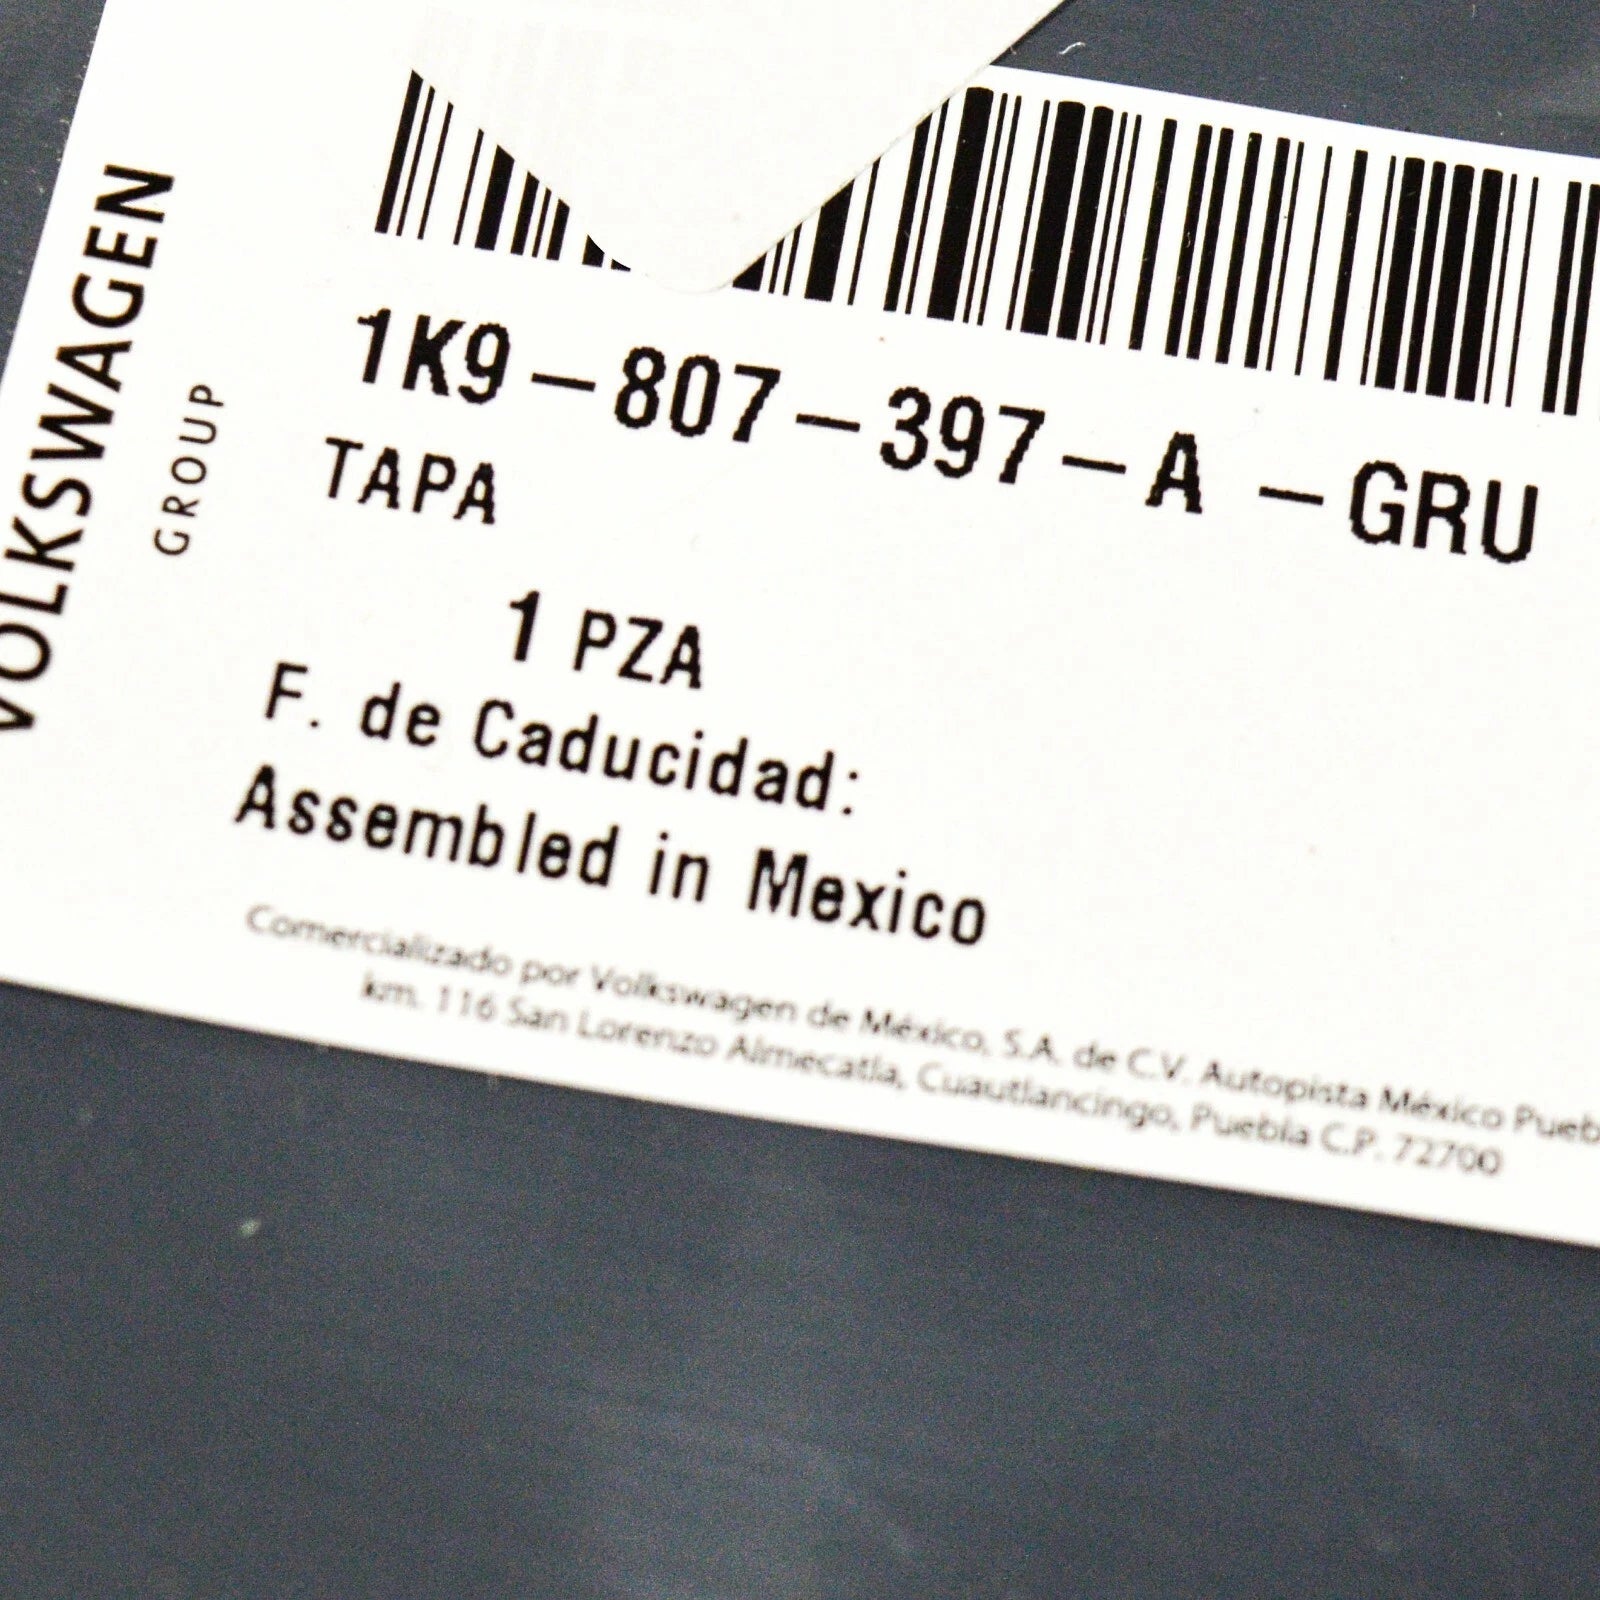 VOLKSWAGEN
GROUP
1K9-807-397-A -GRU
TAPA
1 PZA
F. de Caducidad:
Assembled in Mexico
Comercializado por Volkswagen de México, S.A. de C.V. Autopista México Pueb
km. 116 San Lorenzo Almecatla, Cuautlancingo, Puebla C.P. 72700